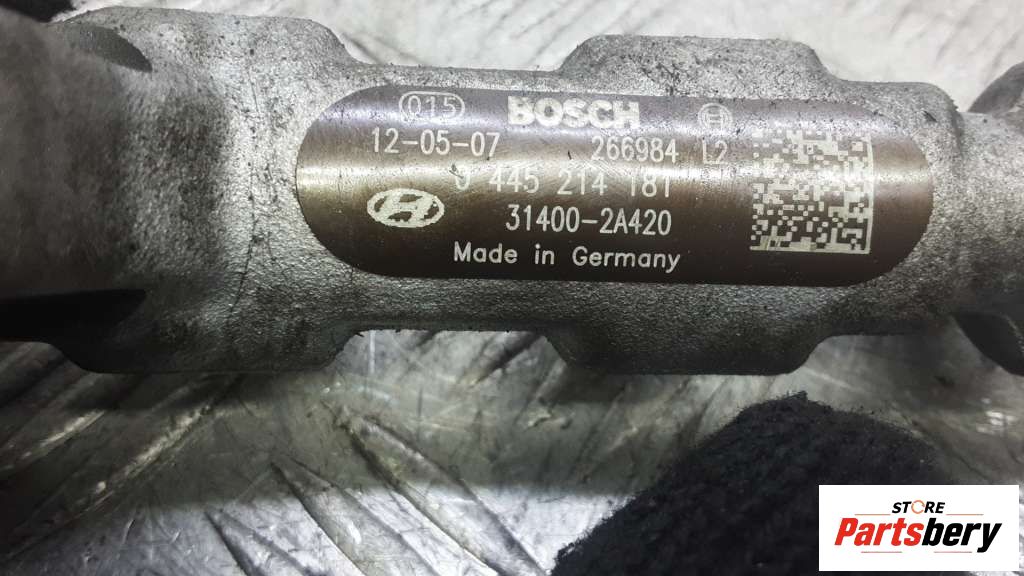 015 BOSCH
12-05-07 266984 L2
0 445 214 181
31400-2A420
Made in Germany
STORE
Partsbery